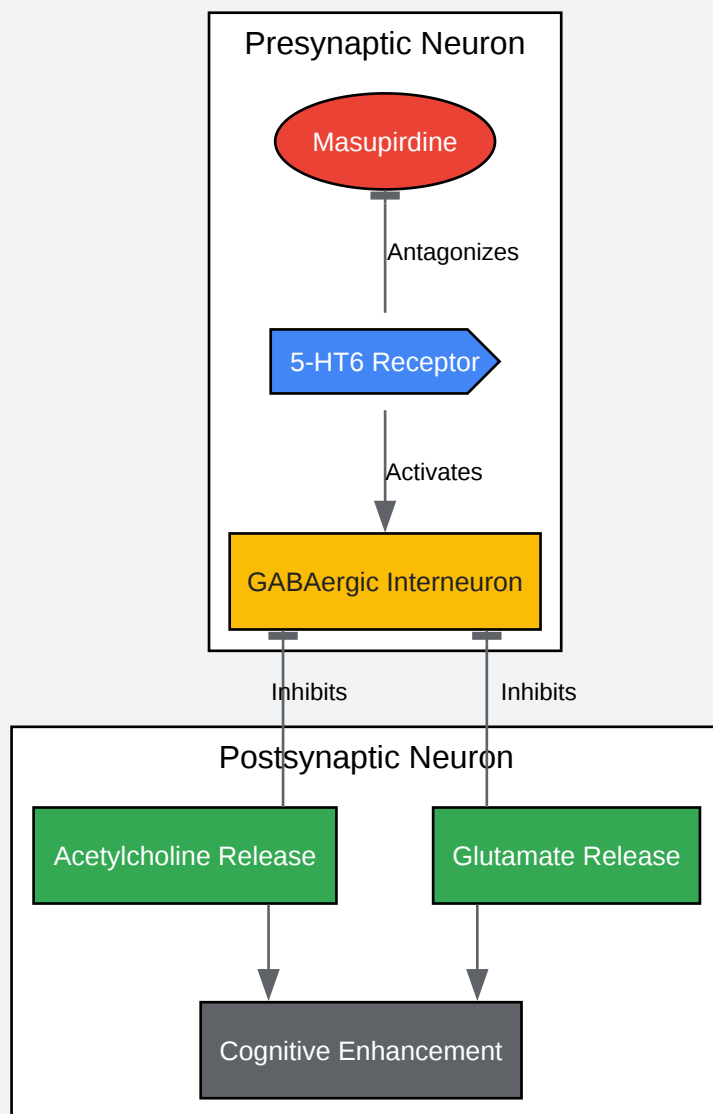 Presynaptic Neuron
Masupirdine
Antagonizes
5-HT6 Receptor
Activates
GABAergic Interneuron
Inhibits
Inhibits
Postsynaptic Neuron
Acetylcholine Release
Glutamate Release
Cognitive Enhancement